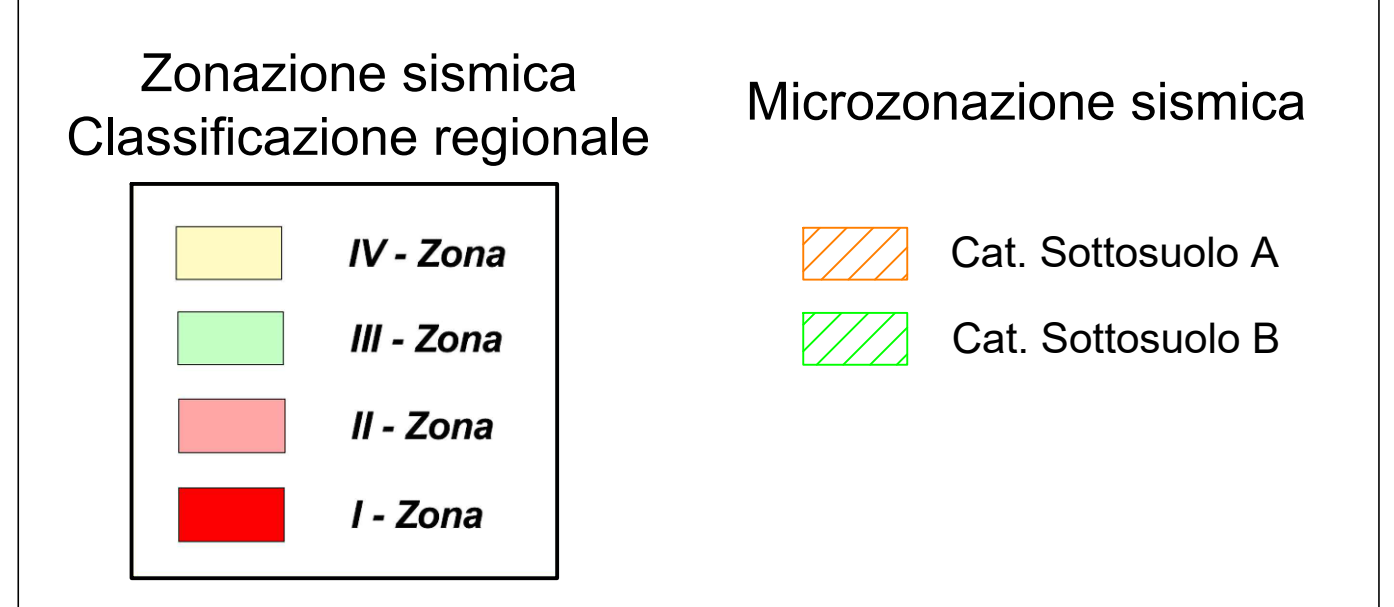 Zonazione sismica
Classificazione regionale
IV - Zona
III - Zona
II - Zona
I - Zona
Microzonazione sismica
Cat. Sottosuolo A
Cat. Sottosuolo B